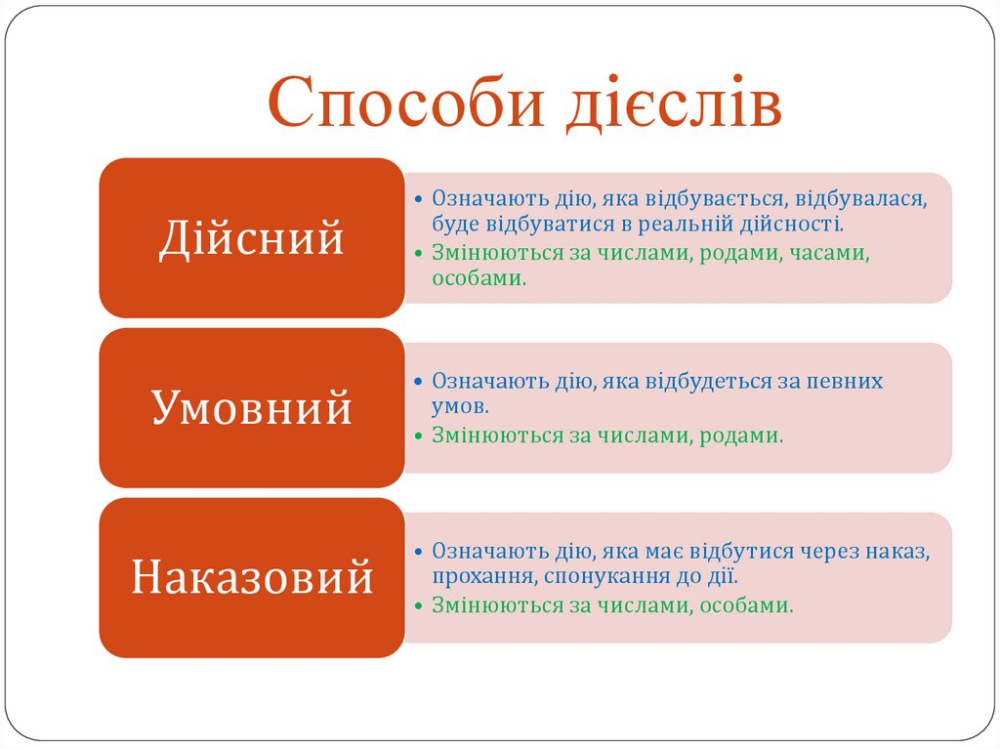 Способи дієслів
Дійсний
• Означають дію, яка відбувається, відбувалася,
буде відбуватися в реальній дійсності.
• Змінюються за числами, родами, часами,
особами.
Умовний
• Означають дію, яка відбудеться за певних
умов.
• Змінюються за числами, родами.
Наказовий
• Означають дію, яка має відбутися через наказ,
прохання, спонукання до дії.
• Змінюються за числами, особами.